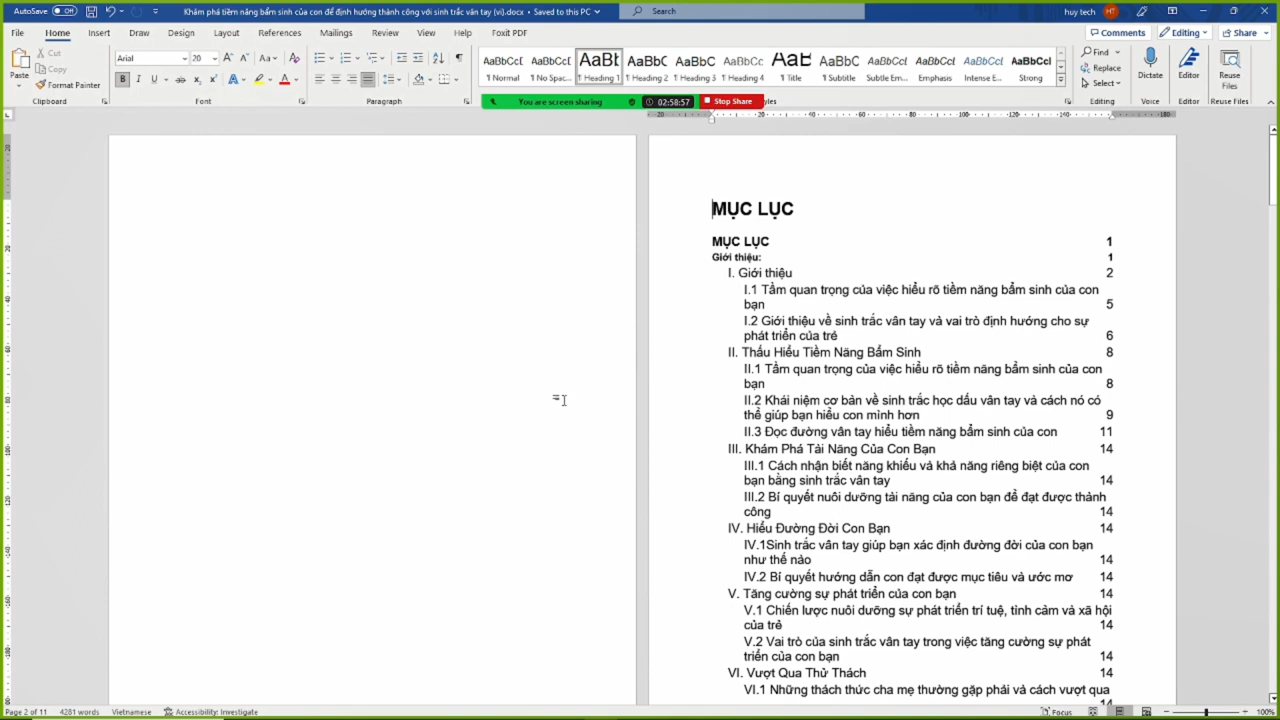 AutoSave Off
Khám phá tiềm năng bẩm sinh của con để định hướng thành công với sinh trắc vân tay (vi).docx • Saved to this PC
Search
huy tech HT
File Home Insert Draw Design Layout References Mailings Review View Help Foxit PDF
Comments Editing Share
Paste
Cut
Copy
Format Painter
Arial 20
AaBbCcI AaBbCcI AaBt AaBbC AaBbC AaBbCc AaB AaBbC AaBbCcI AaBbCcI AaBbCcI AaBbCcI
¶ Normal ¶ No Spac... ¶ Heading 1 ¶ Heading 2 ¶ Heading 3 ¶ Heading 4 ¶ Title ¶ Subtitle Subtle Em... Emphasis Intense E... Strong
Find
Replace
Select
Dictate
Editor
Reuse Files
Clipboard Font Paragraph yles Editing Voice Editor Reuse Files
You are screen sharing 02:58:57 Stop Share
MỤC LỤC
MỤC LỤC 1
Giới thiệu: 1
I. Giới thiệu 2
I.1 Tầm quan trọng của việc hiểu rõ tiềm năng bẩm sinh của con
bạn 5
I.2 Giới thiệu về sinh trắc vân tay và vai trò định hướng cho sự
phát triển của trẻ 6
II. Thấu Hiểu Tiềm Năng Bẩm Sinh 8
II.1 Tầm quan trọng của việc hiểu rõ tiềm năng bẩm sinh của con
bạn 8
II.2 Khái niệm cơ bản về sinh trắc học dấu vân tay và cách nó có
thể giúp bạn hiểu con mình hơn 9
II.3 Đọc đường vân tay hiểu tiềm năng bẩm sinh của con 11
III. Khám Phá Tài Năng Của Con Bạn 14
III.1 Cách nhận biết năng khiếu và khả năng riêng biệt của con
bạn bằng sinh trắc vân tay 14
III.2 Bí quyết nuôi dưỡng tài năng của con bạn để đạt được thành
công 14
IV. Hiểu Đường Đời Con Bạn 14
IV.1Sinh trắc vân tay giúp bạn xác định đường đời của con bạn
như thế nào 14
IV.2 Bí quyết hướng dẫn con đạt được mục tiêu và ước mơ 14
V. Tăng cường sự phát triển của con bạn 14
V.1 Chiến lược nuôi dưỡng sự phát triển trí tuệ, tình cảm và xã hội
của trẻ 14
V.2 Vai trò của sinh trắc vân tay trong việc tăng cường sự phát
triển của con bạn 14
VI. Vượt Qua Thử Thách 14
VI.1 Những thách thức cha mẹ thường gặp phải và cách vượt qua
14
Page 2 of 11 4281 words Vietnamese Accessibility: Investigate Focus 100%